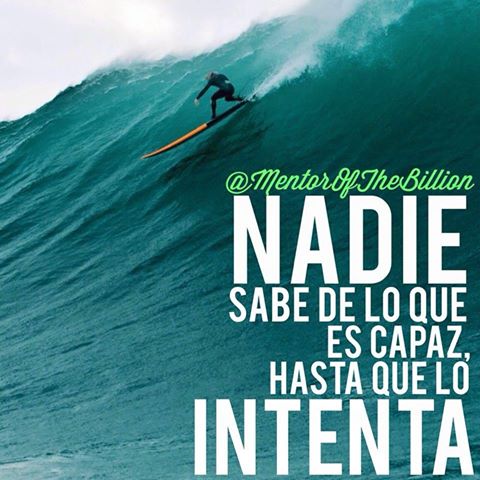 @MentorOfTheBillion
NADIE
SABE DE LO QUE
ES CAPAZ,
HASTA QUE LO
INTENTA